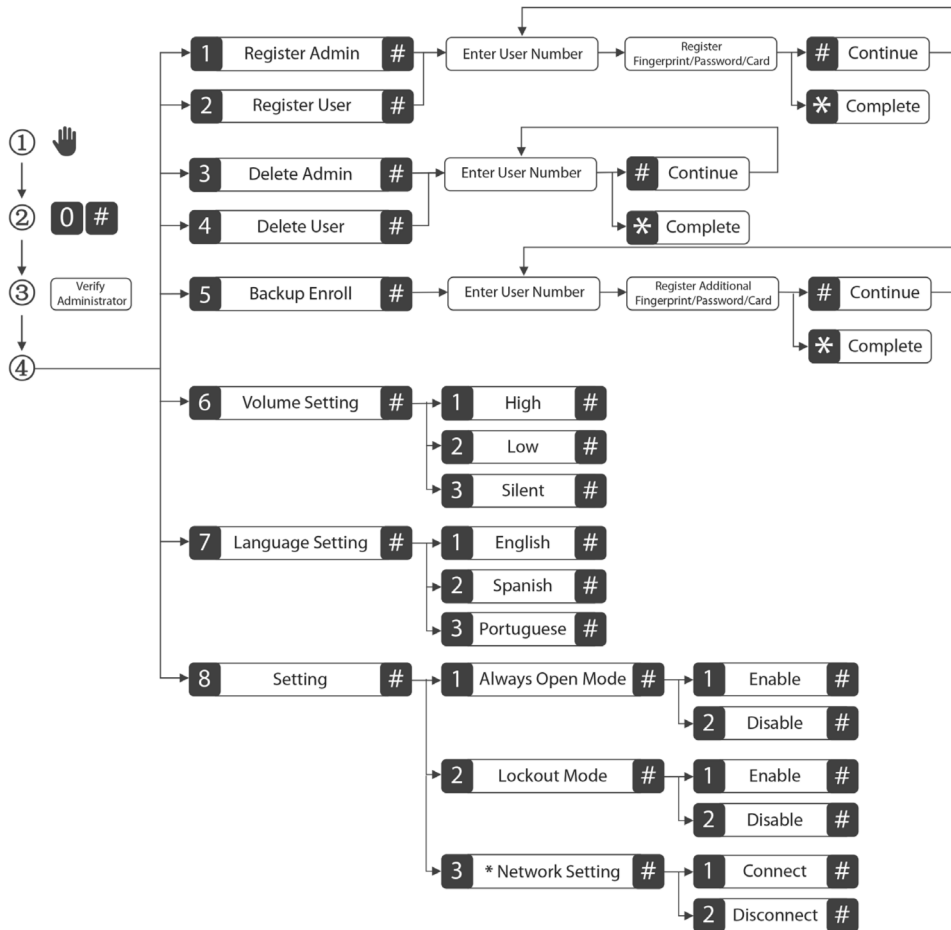 1 Register Admin # Enter User Number Register Fingerprint/Password/Card # Continue
2 Register User # * Complete
①
3 Delete Admin # Enter User Number # Continue
② 0 #
4 Delete User # * Complete
③ Verify Administrator
5 Backup Enroll # Enter User Number Register Additional Fingerprint/Password/Card # Continue
* Complete
④
6 Volume Setting # 1 High #
2 Low #
3 Silent #
7 Language Setting # 1 English #
2 Spanish #
3 Portuguese #
8 Setting # 1 Always Open Mode # 1 Enable #
2 Disable #
2 Lockout Mode # 1 Enable #
2 Disable #
3 * Network Setting # 1 Connect #
2 Disconnect #